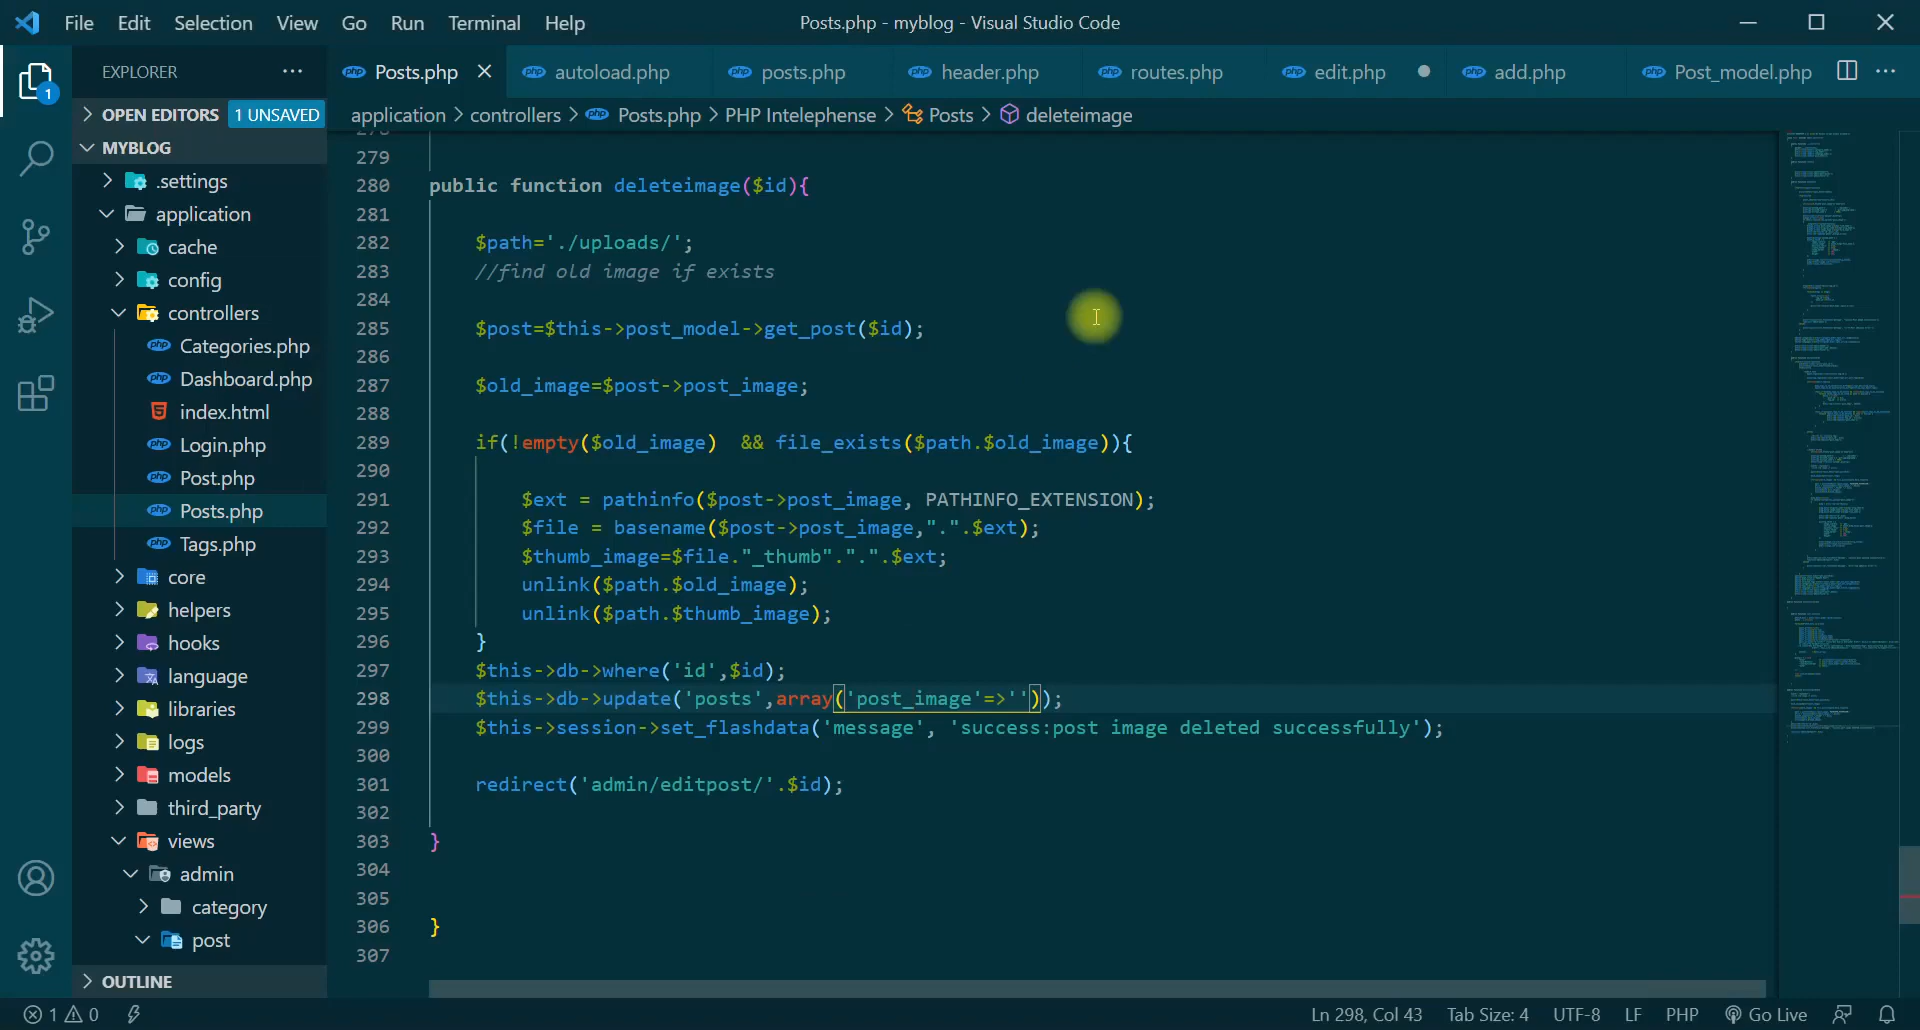 File Edit Selection View Go Run Terminal Help
Posts.php - myblog - Visual Studio Code
EXPLORER
Posts.php
autoload.php
posts.php
header.php
routes.php
edit.php
add.php
Post_model.php
1
OPEN EDITORS 1 UNSAVED
application > controllers > Posts.php > PHP Intelephense > Posts > deleteimage
MYBLOG
.settings
application
cache
config
controllers
Categories.php
Dashboard.php
index.html
Login.php
Post.php
Posts.php
Tags.php
core
helpers
hooks
language
libraries
logs
models
third_party
views
admin
category
post
OUTLINE
279
280 public function deleteimage($id){
281
282 $path='./uploads/';
283 //find old image if exists
284
285 $post=$this->post_model->get_post($id);
286
287 $old_image=$post->post_image;
288
289 if(!empty($old_image)  && file_exists($path.$old_image)){
290
291 $ext = pathinfo($post->post_image, PATHINFO_EXTENSION);
292 $file = basename($post->post_image,".".$ext);
293 $thumb_image=$file."_thumb".".".$ext;
294 unlink($path.$old_image);
295 unlink($path.$thumb_image);
296 }
297 $this->db->where('id',$id);
298 $this->db->update('posts',array('post_image'=>''));
299 $this->session->set_flashdata('message', 'success:post image deleted successfully');
300
301 redirect('admin/editpost/'.$id);
302
303 }
304
305
306 }
307
1 0
Ln 298, Col 43 Tab Size: 4 UTF-8 LF PHP Go Live